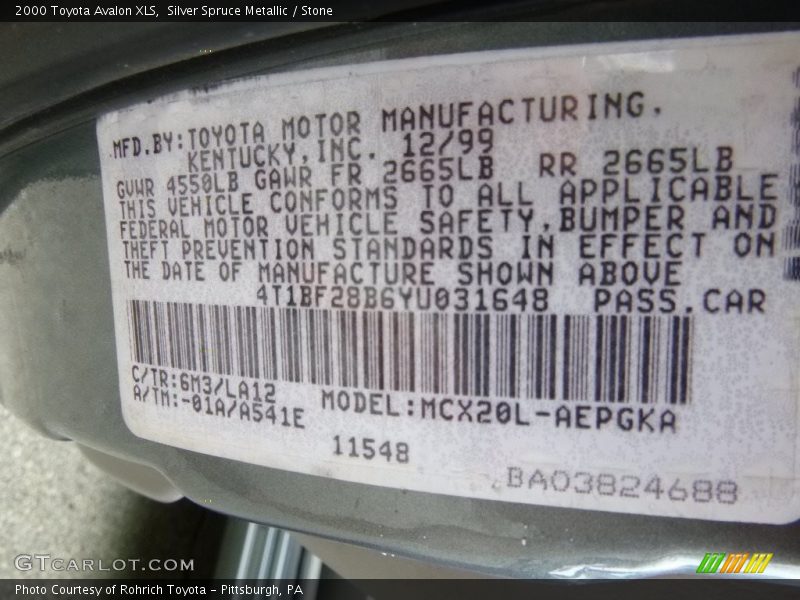 2000 Toyota Avalon XLS,  Silver Spruce Metallic / Stone
MFD.BY:TOYOTA MOTOR MANUFACTURING,
KENTUCKY,INC. 12/99
GVWR 4550LB GAWR FR 2665LB RR 2665LB
THIS VEHICLE CONFORMS TO ALL APPLICABLE
FEDERAL MOTOR VEHICLE SAFETY,BUMPER AND
THEFT PREVENTION STANDARDS IN EFFECT ON
THE DATE OF MANUFACTURE SHOWN ABOVE
4T1BF28B6YU031648 PASS.CAR
C/TR:6M3/LA12
A/TM:-01A/A541E
MODEL:MCX20L-AEPGKA
11548
BA03824688
GTCARLOT.COM
Photo Courtesy of Rohrich Toyota - Pittsburgh, PA